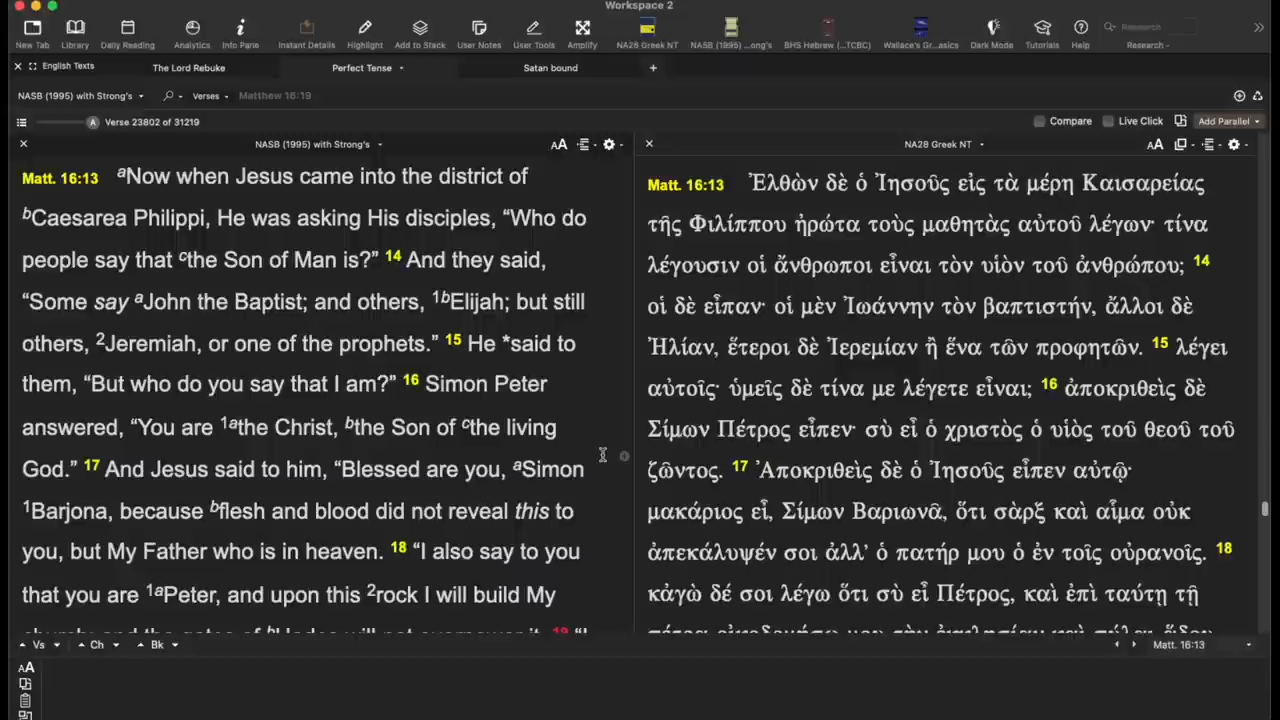 Workspace 2
New Tab Library Daily Reading Analytics Info Pane Instant Details Highlight Add to Stack User Notes User Tools Amplify NA28 Greek NT NASB (1995) ...ong's BHS Hebrew (...TCBC) Wallace's Gr...asics Dark Mode Tutorials Help Research
Research
English Texts The Lord Rebuke Perfect Tense Satan bound
NASB (1995) with Strong's Verses Matthew 16:19
Verse 23802 of 31219 Compare Live Click Add Parallel
NASB (1995) with Strong's
Matt. 16:13 aNow when Jesus came into the district of
bCaesarea Philippi, He was asking His disciples, “Who do
people say that cthe Son of Man is?” 14 And they said,
“Some say aJohn the Baptist; and others, 1bElijah; but still
others, 2Jeremiah, or one of the prophets.” 15 He *said to
them, “But who do you say that I am?” 16 Simon Peter
answered, “You are 1athe Christ, bthe Son of cthe living
God.” 17 And Jesus said to him, “Blessed are you, aSimon
1Barjona, because bflesh and blood did not reveal this to
you, but My Father who is in heaven. 18 “I also say to you
that you are 1aPeter, and upon this 2rock I will build My
NA28 Greek NT
Matt. 16:13 Ἐλθὼν δὲ ὁ Ἰησοῦς εἰς τὰ μέρη Καισαρείας
τῆς Φιλίππου ἠρώτα τοὺς μαθητὰς αὐτοῦ λέγων· τίνα
λέγουσιν οἱ ἄνθρωποι εἶναι τὸν υἱὸν τοῦ ἀνθρώπου; 14
οἱ δὲ εἶπαν· οἱ μὲν Ἰωάννην τὸν βαπτιστήν, ἄλλοι δὲ
Ἠλίαν, ἕτεροι δὲ Ἰερεμίαν ἢ ἕνα τῶν προφητῶν. 15 λέγει
αὐτοῖς· ὑμεῖς δὲ τίνα με λέγετε εἶναι; 16 ἀποκριθεὶς δὲ
Σίμων Πέτρος εἶπεν· σὺ εἶ ὁ χριστὸς ὁ υἱὸς τοῦ θεοῦ τοῦ
ζῶντος. 17 Ἀποκριθεὶς δὲ ὁ Ἰησοῦς εἶπεν αὐτῷ·
μακάριος εἶ, Σίμων Βαριωνᾶ, ὅτι σὰρξ καὶ αἷμα οὐκ
ἀπεκάλυψέν σοι ἀλλ’ ὁ πατήρ μου ὁ ἐν τοῖς οὐρανοῖς. 18
κἀγὼ δέ σοι λέγω ὅτι σὺ εἶ Πέτρος, καὶ ἐπὶ ταύτῃ τῇ
Vs Ch Bk Matt. 16:13